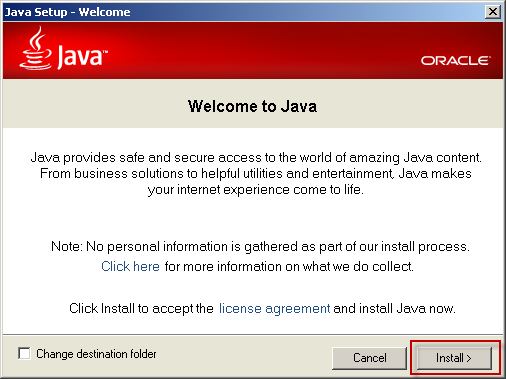 Java Setup - Welcome
Java™
ORACLE
Welcome to Java
Java provides safe and secure access to the world of amazing Java content.
From business solutions to helpful utilities and entertainment, Java makes
your internet experience come to life.
Note: No personal information is gathered as part of our install process.
Click here for more information on what we do collect.
Click Install to accept the license agreement and install Java now.
Change destination folder
Cancel
Install >